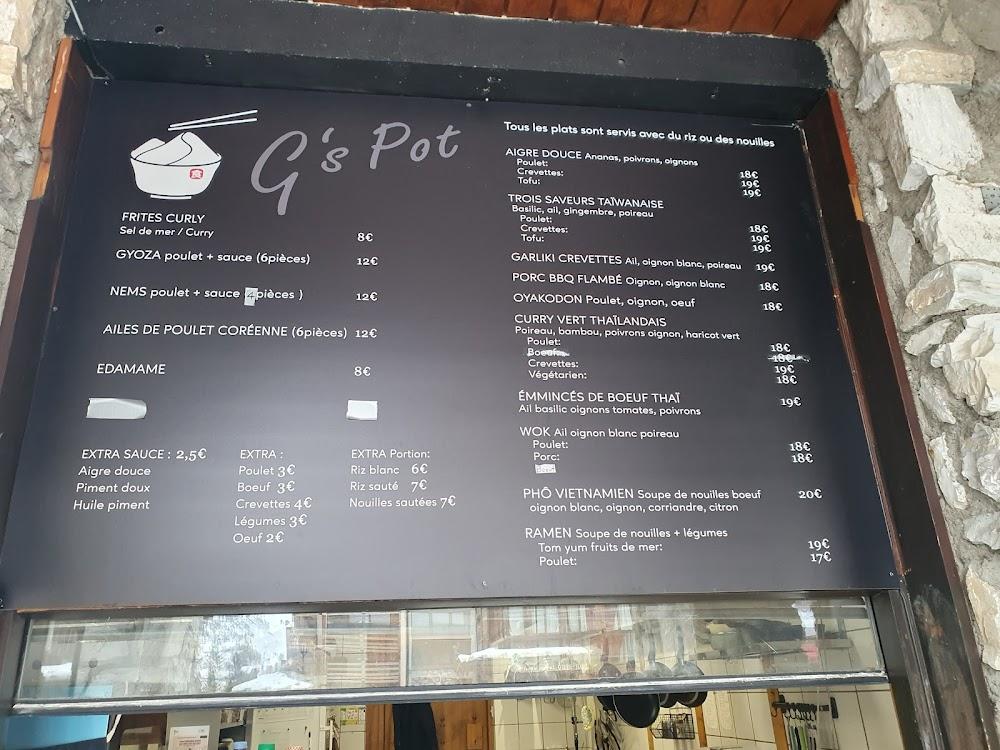 G's Pot
FRITES CURLY
Sel de mer / Curry 8€
GYOZA poulet + sauce (6pièces) 12€
NEMS poulet + sauce (4pièces ) 12€
AILES DE POULET CORÉENNE (6pièces) 12€
EDAMAME 8€
EXTRA SAUCE : 2,5€
Aigre douce
Piment doux
Huile piment
EXTRA :
Poulet 3€
Boeuf 3€
Crevettes 4€
Légumes 3€
Oeuf 2€
EXTRA Portion:
Riz blanc 6€
Riz sauté 7€
Nouilles sautées 7€
Tous les plats sont servis avec du riz ou des nouilles
AIGRE DOUCE Ananas, poivrons, oignons
Poulet: 18€
Crevettes: 19€
Tofu: 19€
TROIS SAVEURS TAÏWANAISE
Basilic, ail, gingembre, poireau
Poulet: 18€
Crevettes: 19€
Tofu: 19€
GARLIKI CREVETTES Ail, oignon blanc, poireau 19€
PORC BBQ FLAMBÉ Oignon, oignon blanc 18€
OYAKODON Poulet, oignon, oeuf 18€
CURRY VERT THAÏLANDAIS
Poireau, bambou, poivrons oignon, haricot vert
Poulet: 18€
Boeuf: 18€
Crevettes: 19€
Végétarien: 18€
ÉMMINCÉS DE BOEUF THAÏ 19€
Ail basilic oignons tomates, poivrons
WOK Ail oignon blanc poireau
Poulet: 18€
Porc: 18€
PHÔ VIETNAMIEN Soupe de nouilles boeuf 20€
oignon blanc, oignon, corriandre, citron
RAMEN Soupe de nouilles + légumes
Tom yum fruits de mer: 19€
Poulet: 17€